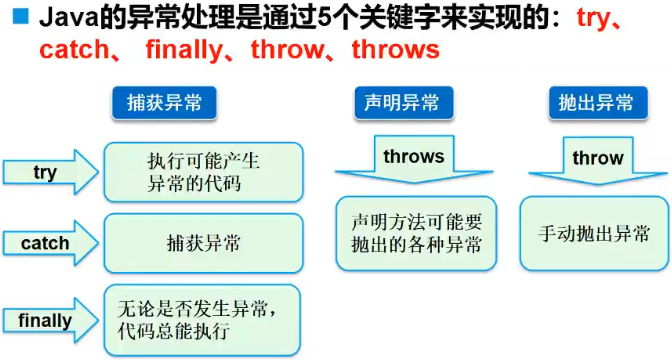 Java的异常处理是通过5个关键字来实现的：try、
catch、 finally、throw、throws
捕获异常
try
执行可能产生
异常的代码
catch
捕获异常
finally
无论是否发生异常，
代码总能执行
声明异常
throws
声明方法可能要
抛出的各种异常
抛出异常
throw
手动抛出异常